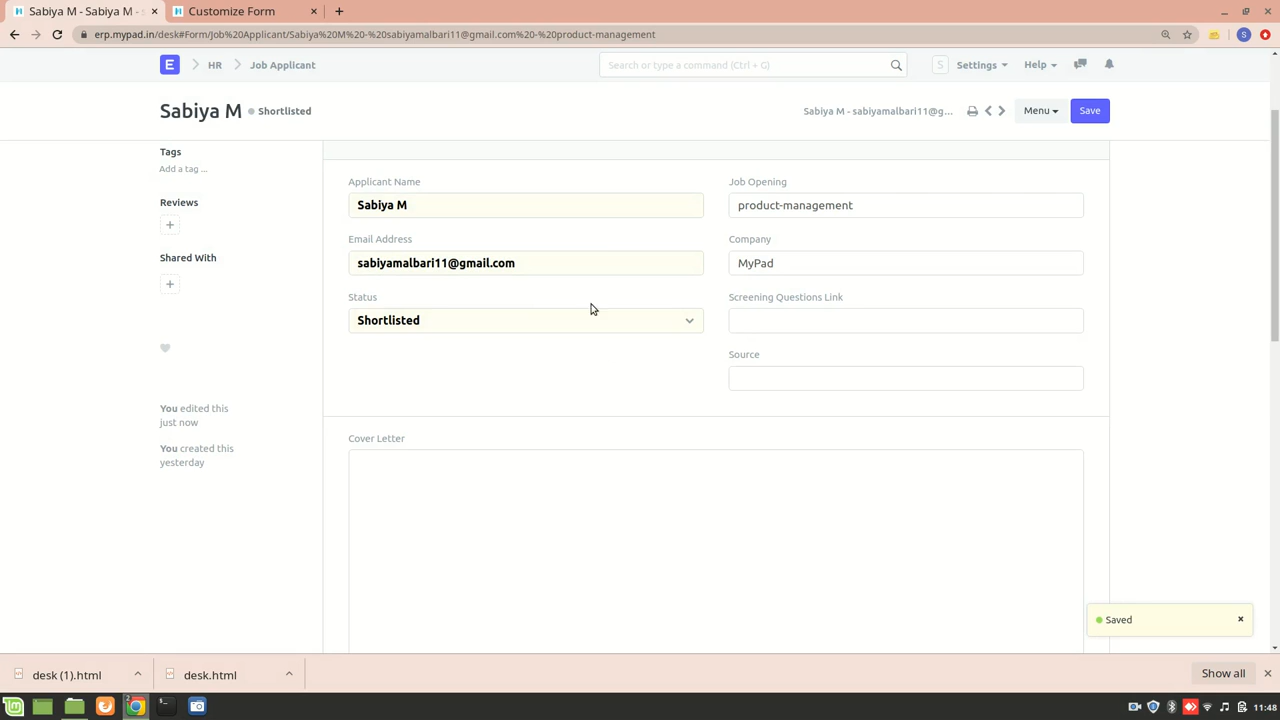 Sabiya M - Sabiya M - s
Customize Form
erp.mypad.in/desk#Form/Job%20Applicant/Sabiya%20M%20-%20sabiyamalbari11@gmail.com%20-%20product-management
S
E
HR
Job Applicant
Search or type a command (Ctrl + G)
S
Settings
Help
Sabiya M
Shortlisted
Sabiya M - sabiyamalbari11@g...
Menu
Save
Tags
Add a tag ...
Reviews
Shared With
You edited this
just now
You created this
yesterday
Applicant Name
Sabiya M
Email Address
sabiyamalbari11@gmail.com
Status
Shortlisted
Job Opening
product-management
Company
MyPad
Screening Questions Link
Source
Cover Letter
Saved
desk (1).html
desk.html
Show all
2
11:48